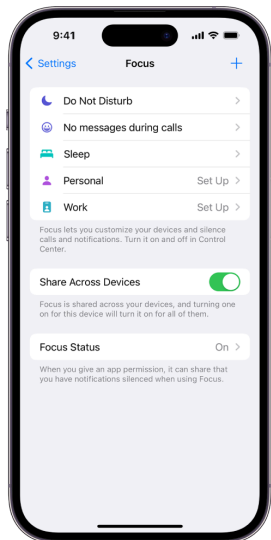 9:41
Settings
Focus
Do Not Disturb
No messages during calls
Sleep
Personal Set Up
Work Set Up
Focus lets you customize your devices and silence
calls and notifications. Turn it on and off in Control
Center.
Share Across Devices
Focus is shared across your devices, and turning one
on for this device will turn it on for all of them.
Focus Status On
When you give an app permission, it can share that
you have notifications silenced when using Focus.